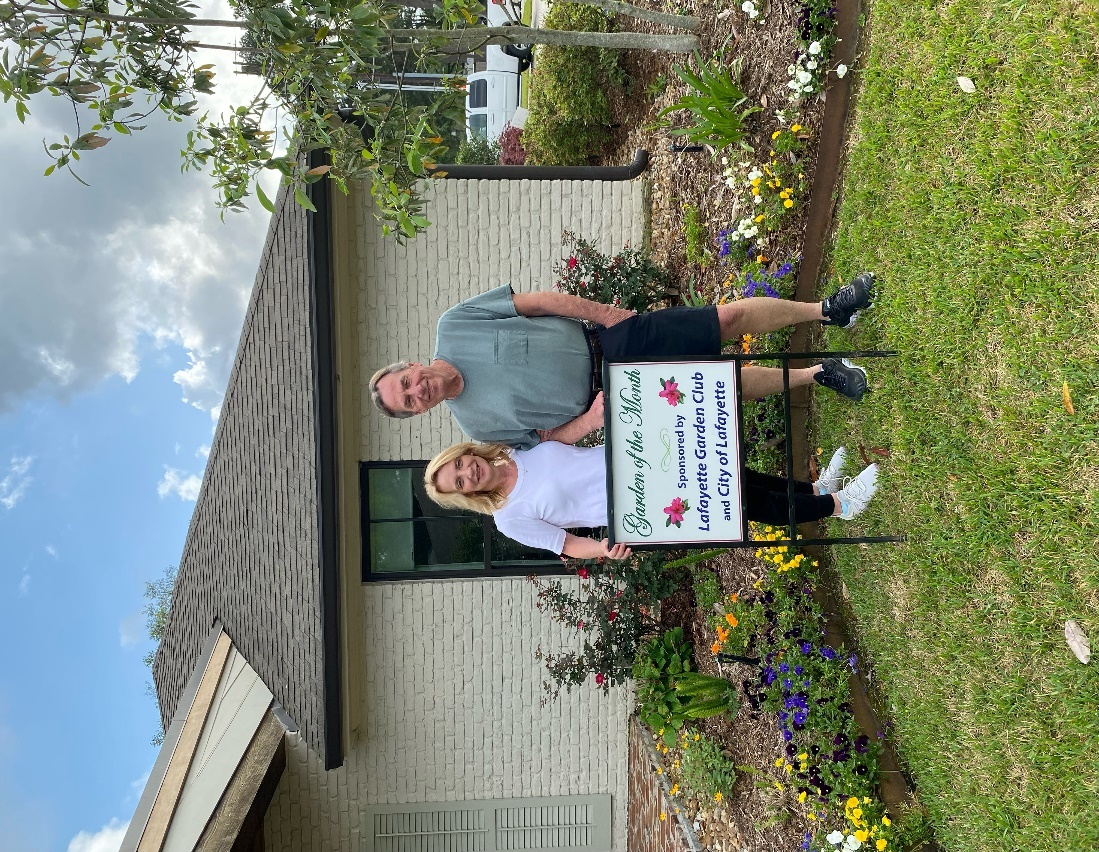 Garden of the Month
Sponsored by
Lafayette Garden Club
and City of Lafayette